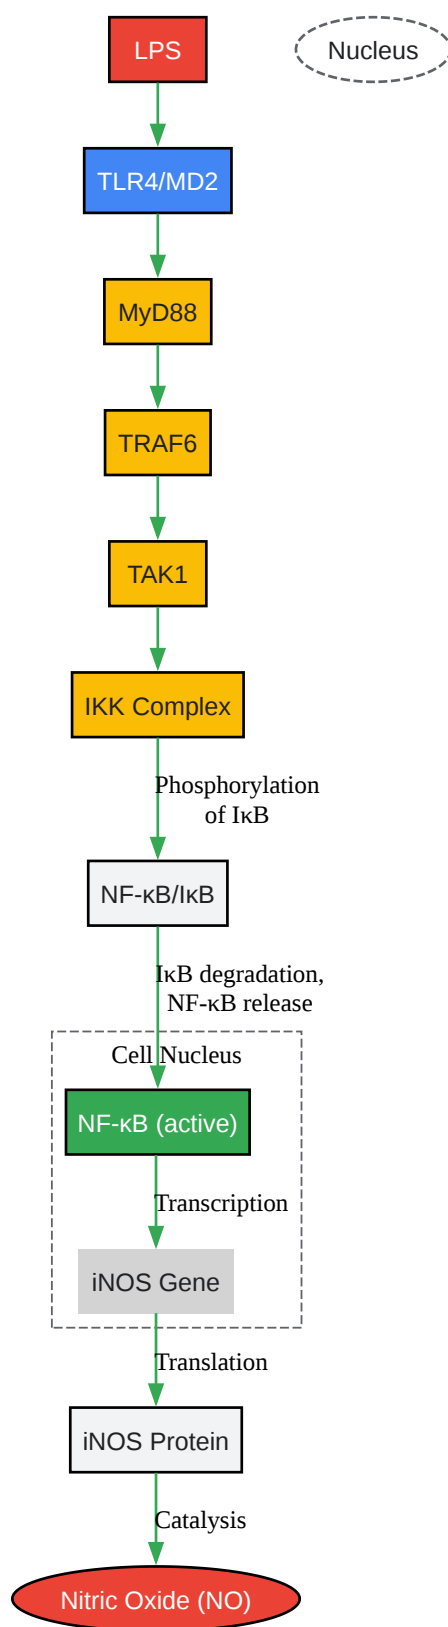 LPS
Nucleus
TLR4/MD2
MyD88
TRAF6
TAK1
IKK Complex
Phosphorylation
of IκB
NF-κB/IκB
IκB degradation,
NF-κB release
Cell Nucleus
NF-κB (active)
Transcription
iNOS Gene
Translation
iNOS Protein
Catalysis
Nitric Oxide (NO)